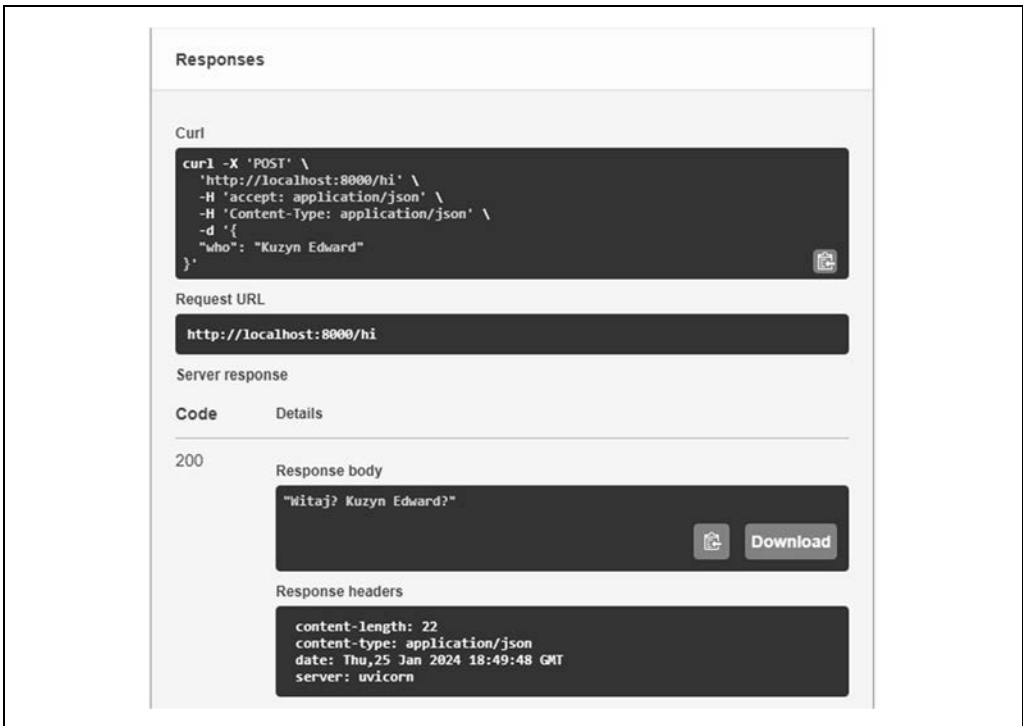 Responses
Curl
curl -X 'POST' \
'http://localhost:8000/hi' \
-H 'accept: application/json' \
-H 'Content-Type: application/json' \
-d '{
"who": "Kuzyn Edward"
}'
Request URL
http://localhost:8000/hi
Server response
Code Details
200
Response body
"Witaj? Kuzyn Edward?"
Download
Response headers
content-length: 22
content-type: application/json
date: Thu,25 Jan 2024 18:49:48 GMT
server: uvicorn